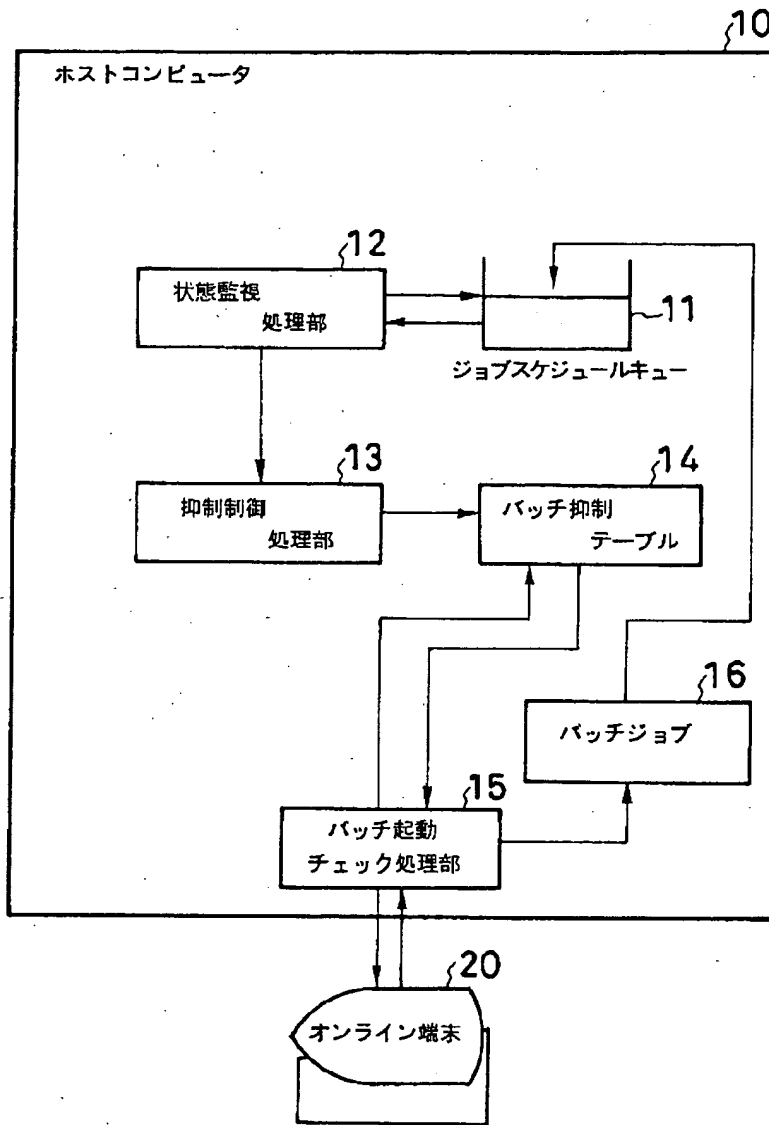 10
ホストコンピュータ
12
状態監視
処理部
11
ジョブスケジュールキュー
13
抑制制御
処理部
14
バッチ抑制
テーブル
16
バッチジョブ
15
バッチ起動
チェック処理部
20
オンライン端末